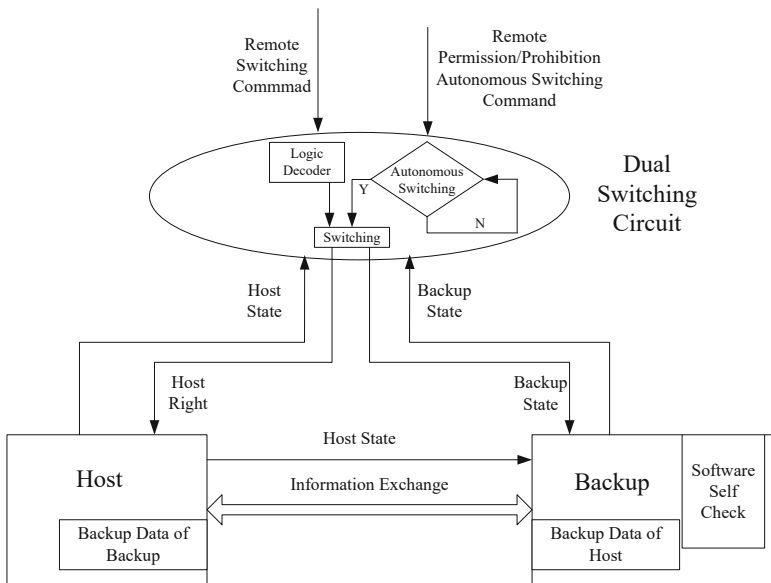 Remote
Switching
Commmad
Remote
Permission/Prohibition
Autonomous Switching
Command
Logic
Decoder
Autonomous
Switching
Y
N
Switching
Dual
Switching
Circuit
Host
State
Backup
State
Host
Right
Backup
State
Host State
Host
Information Exchange
Backup
Software
Self
Check
Backup Data of
Backup
Backup Data of
Host